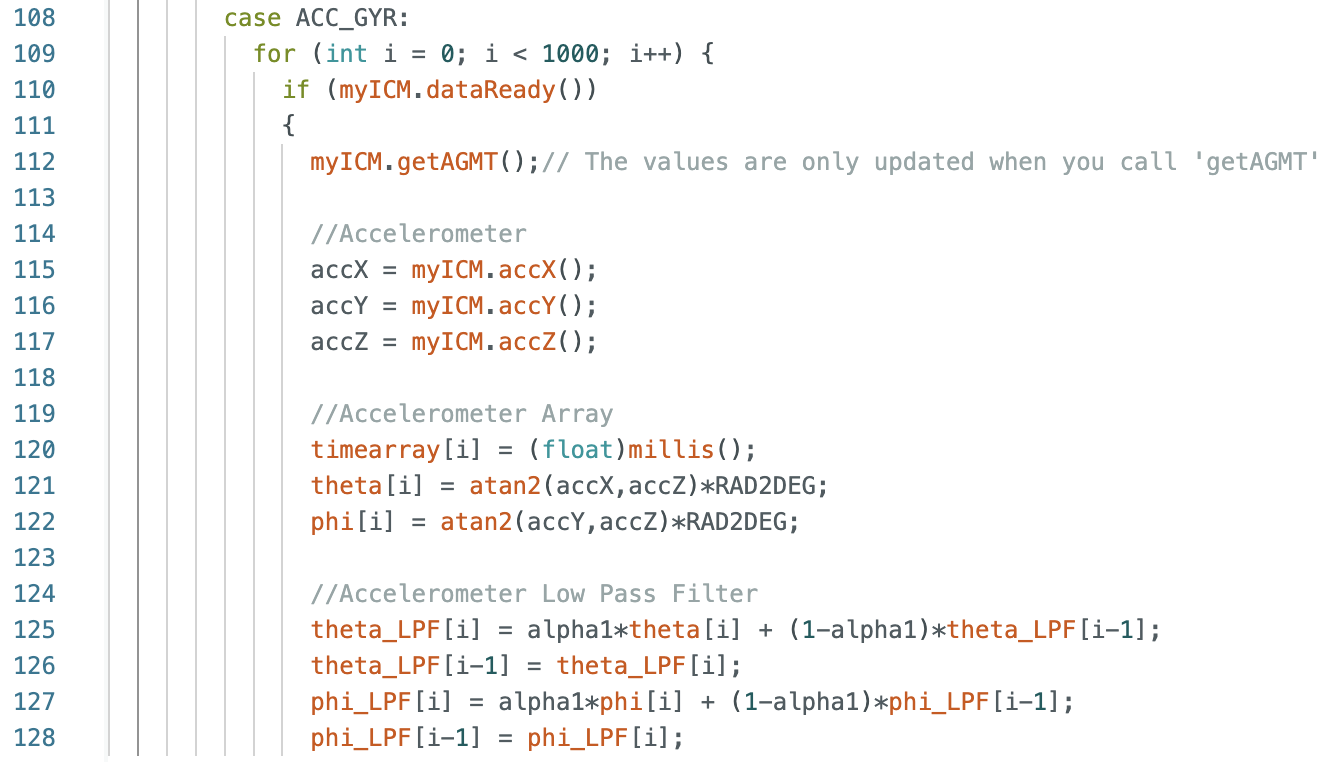 108 case ACC_GYR:
109 for (int i = 0; i < 1000; i++) {
110 if (myICM.dataReady())
111 {
112 myICM.getAGMT();// The values are only updated when you call 'getAGMT'
113
114 //Accelerometer
115 accX = myICM.accX();
116 accY = myICM.accY();
117 accZ = myICM.accZ();
118
119 //Accelerometer Array
120 timearray[i] = (float)millis();
121 theta[i] = atan2(accX,accZ)*RAD2DEG;
122 phi[i] = atan2(accY,accZ)*RAD2DEG;
123
124 //Accelerometer Low Pass Filter
125 theta_LPF[i] = alpha1*theta[i] + (1-alpha1)*theta_LPF[i-1];
126 theta_LPF[i-1] = theta_LPF[i];
127 phi_LPF[i] = alpha1*phi[i] + (1-alpha1)*phi_LPF[i-1];
128 phi_LPF[i-1] = phi_LPF[i];